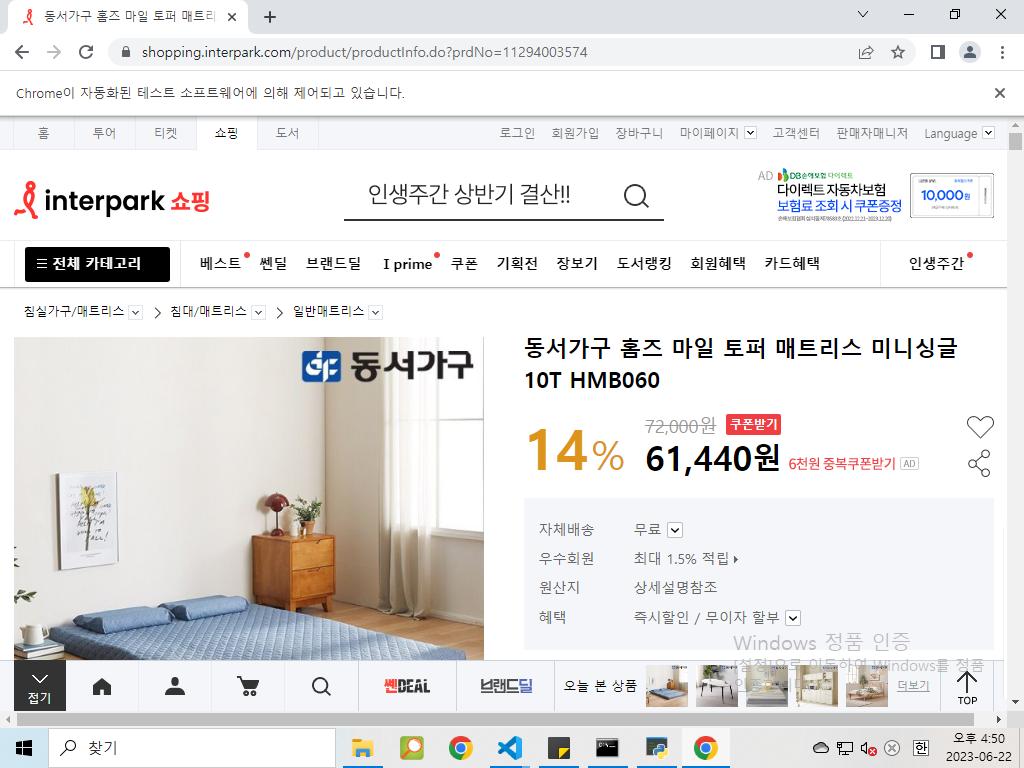 동서가구 홈즈 마일 토퍼 매트리
shopping.interpark.com/product/productInfo.do?prdNo=11294003574
Chrome이 자동화된 테스트 소프트웨어에 의해 제어되고 있습니다.
홈 투어 티켓 쇼핑 도서 로그인 회원가입 장바구니 마이페이지 고객센터 판매자매니저 Language
interpark 쇼핑
인생주간 상반기 결산!!
AD DB손해보험 다이렉트
다이렉트 자동차보험
보험료 조회 시 쿠폰증정
10,000원
전체 카테고리 베스트 쎈딜 브랜드딜 I prime 쿠폰 기획전 장보기 도서랭킹 회원혜택 카드혜택 인생주간
침실가구/매트리스 침대/매트리스 일반매트리스
동서가구
동서가구 홈즈 마일 토퍼 매트리스 미니싱글
10T HMB060
72,000원 쿠폰받기
14% 61,440원 6천원 중복쿠폰받기 AD
자체배송 무료
우수회원 최대 1.5% 적립
원산지 상세설명참조
혜택 즉시할인 / 무이자 할부
Windows 정품 인증
[설정]으로 이동하여 Windows를 정품
접기
쎈DEAL
브랜드딜
오늘 본 상품
더보기
TOP
찾기
한
오후 4:50
2023-06-22